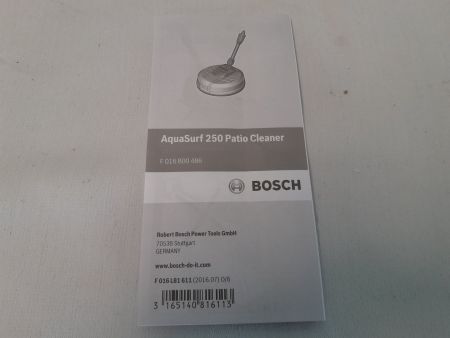 AquaSurf 250 Patio Cleaner
F 016 800 486
BOSCH
Robert Bosch Power Tools GmbH
70538 Stuttgart
GERMANY
www.bosch-do-it.com
F 016 L81 611 (2016.07) O/6
3 165140 816113